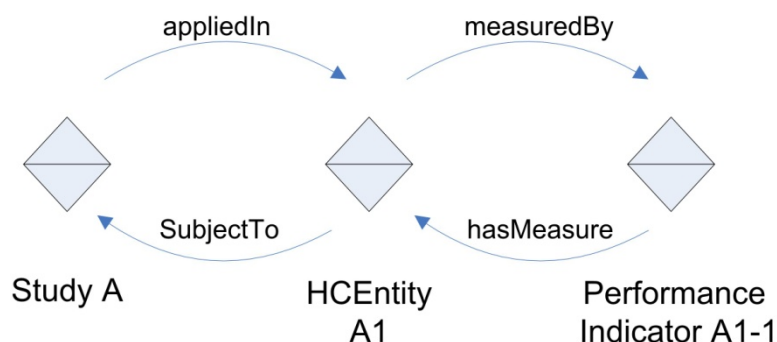 appliedIn
measuredBy
SubjectTo
hasMeasure
Study A
HCEntity
A1
Performance
Indicator A1-1